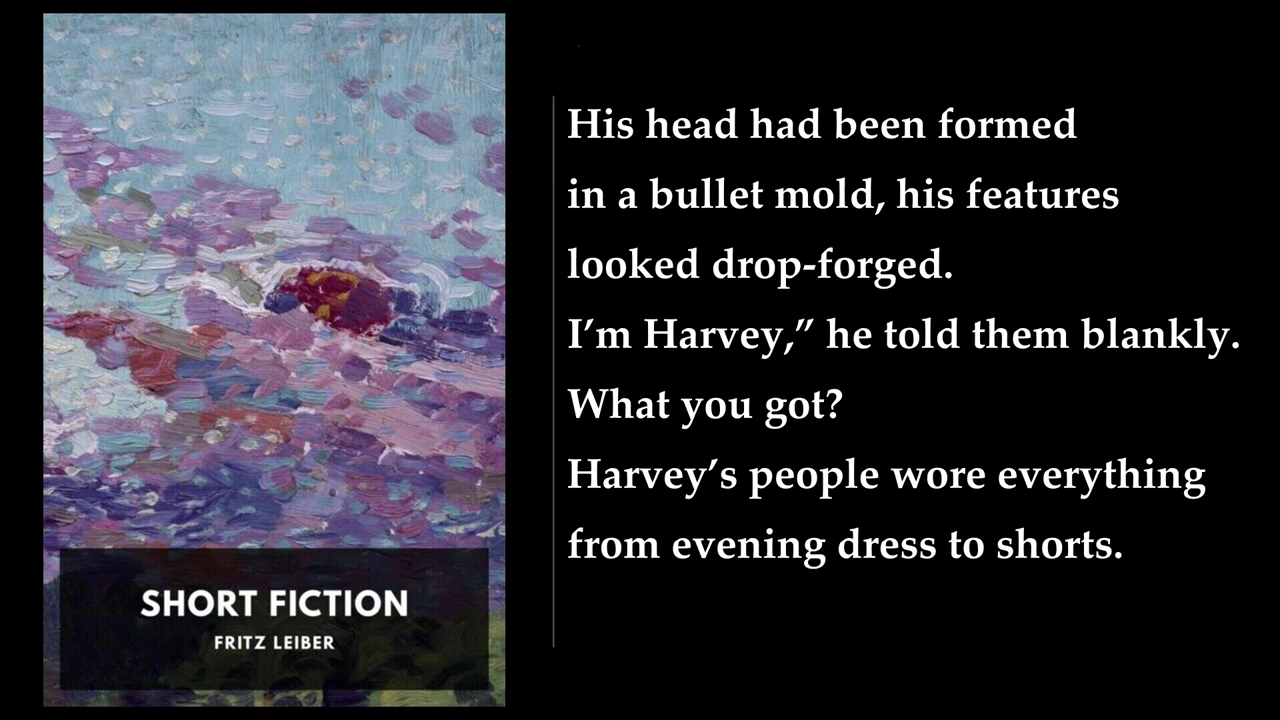 His head had been formed
in a bullet mold, his features
looked drop-forged.
I’m Harvey,” he told them blankly.
What you got?
Harvey’s people wore everything
from evening dress to shorts.
SHORT FICTION
FRITZ LEIBER